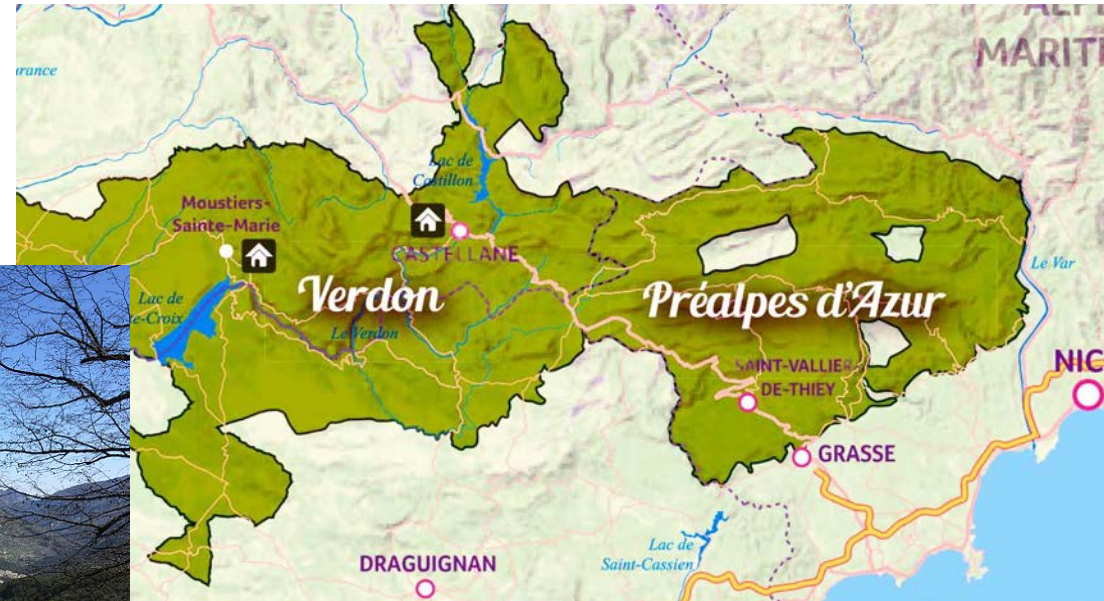 MARITI
urance
Lac de
Castillon
Moustiers-
Sainte-Marie
CASTELLANE
Le Var
Verdon
Préalpes d'Azur
Lac de
e-Croix
Le Verdon
NIC
SAINT-VALLIER-
DE-THIEY
GRASSE
Lac de
Saint-Cassien
DRAGUIGNAN